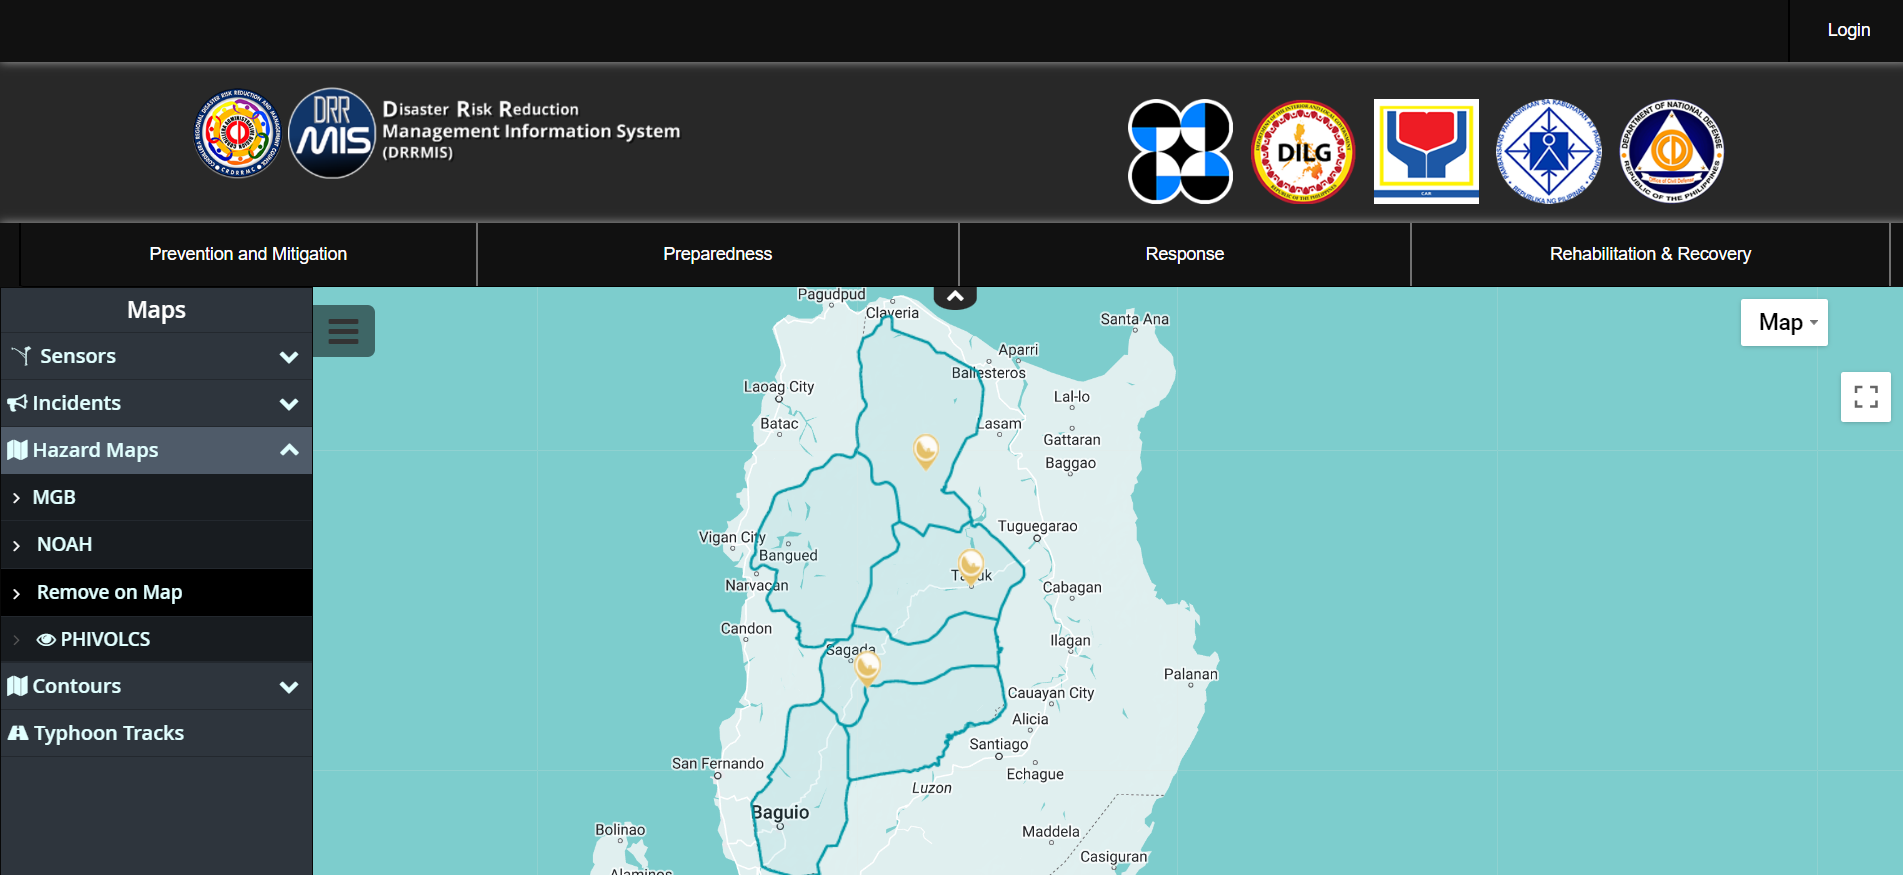 Login
DRR
MIS
Disaster Risk Reduction
Management Information System
(DRRMIS)
DILG
CAR
Prevention and Mitigation
Preparedness
Response
Rehabilitation & Recovery
Maps
Sensors
Incidents
Hazard Maps
MGB
NOAH
Remove on Map
PHIVOLCS
Contours
Typhoon Tracks
Map
Pagudpud
Claveria
Santa Ana
Aparri
Ballesteros
Laoag City
Lal-lo
Batac
Lasam
Gattaran
Baggao
Tuguegarao
Vigan City
Bangued
Narvacan
Cabagan
Candon
Ilagan
Sagada
Palanan
Cauayan City
Alicia
Santiago
San Fernando
Echague
Luzon
Baguio
Bolinao
Maddela
Casiguran
Alaminos